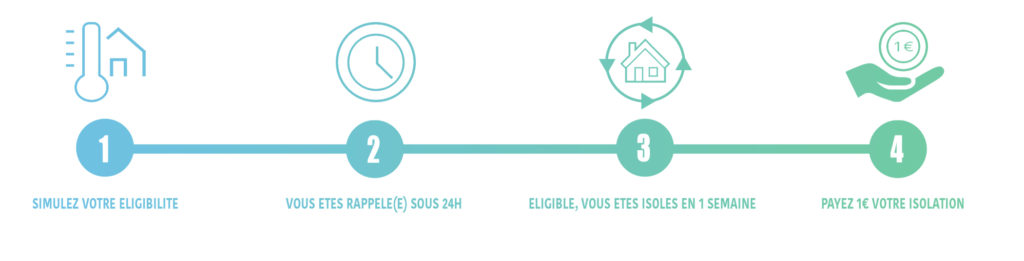 1€
1
2
3
4
SIMULEZ VOTRE ELIGIBILITE
VOUS ETES RAPPELE(E) SOUS 24H
ELIGIBLE, VOUS ETES ISOLES EN 1 SEMAINE
PAYEZ 1€ VOTRE ISOLATION